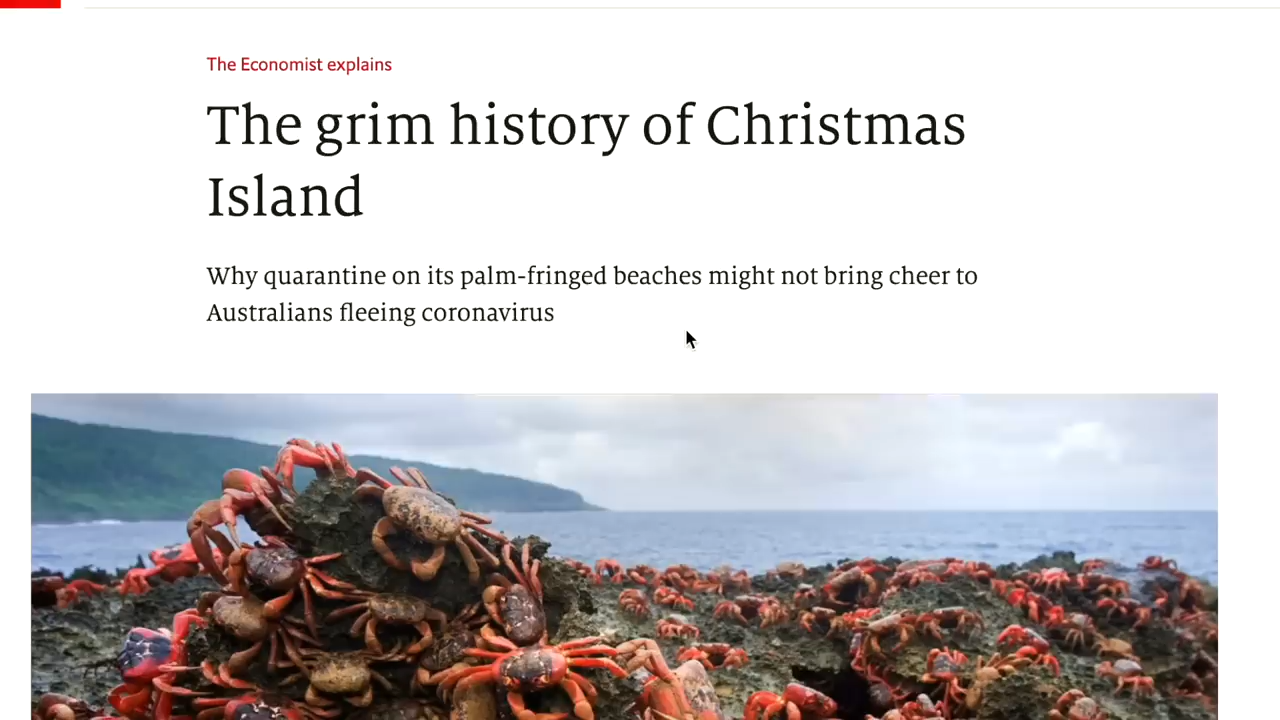 The Economist explains
The grim history of Christmas
Island
Why quarantine on its palm-fringed beaches might not bring cheer to
Australians fleeing coronavirus